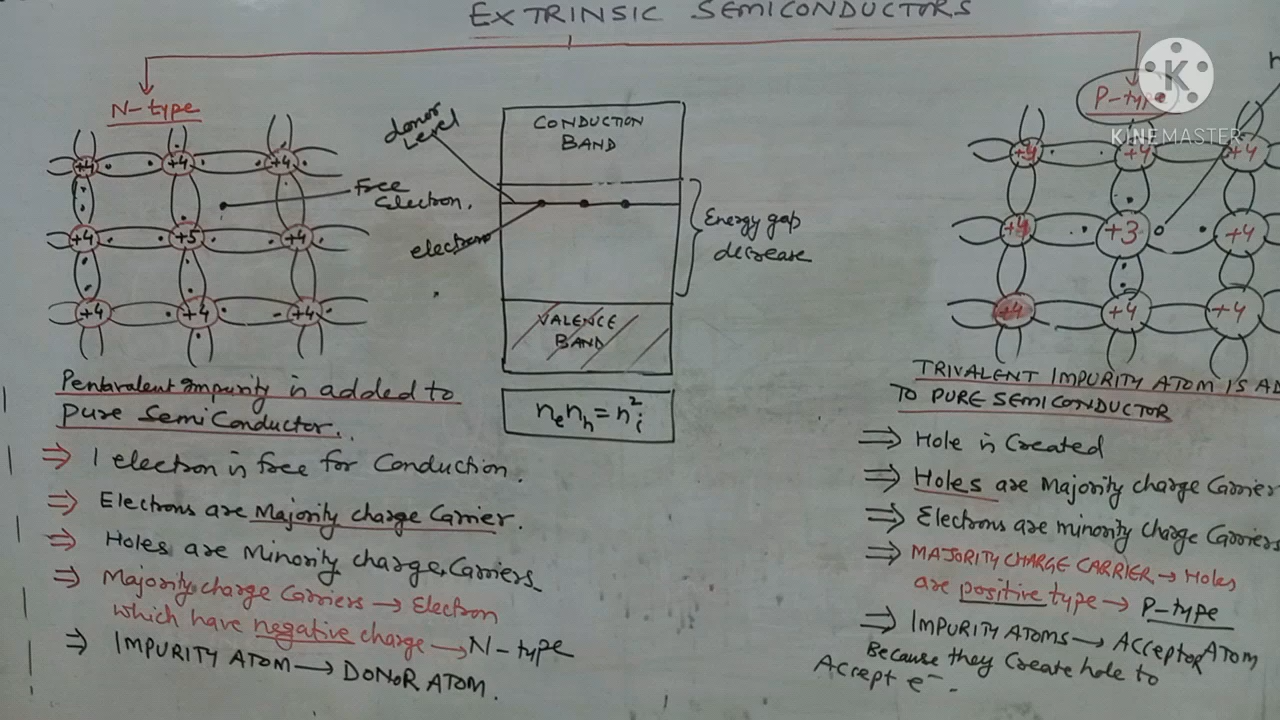 EXTRINSIC SEMICONDUCTORS
N-type
+4 +4 +4
Free
Electron.
+4 +5 +4
+4 +4 +4
donor
Level
electrons
CONDUCTION
BAND
Energy gap
decrease
VALENCE
BAND
nₑnₕ=nᵢ²
Pentavalent impurity is added to
pure SemiConductor..
⇒ 1 electron is free for Conduction.
⇒ Electrons are Majority charge Carrier.
⇒ Holes are Minority charge Carriers
⇒ Majority charge Carriers → Electron
which have negative charge → N-type
⇒ IMPURITY ATOM → DONOR ATOM.
P-type
K
KINEMASTER
+4 +4 +4
+4 +3 +4
+4 +4 +4
TRIVALENT IMPURITY ATOM IS AD
TO PURE SEMICONDUCTOR
⇒ Hole is Created
⇒ Holes are Majority charge Carrier
⇒ Electrons are minority charge Carriers
⇒ MAJORITY CHARGE CARRIER → Holes
are positive type → P-type
⇒ IMPURITY ATOMS → ACCEPTOR ATOM
Because they Create hole to
Accept e⁻.